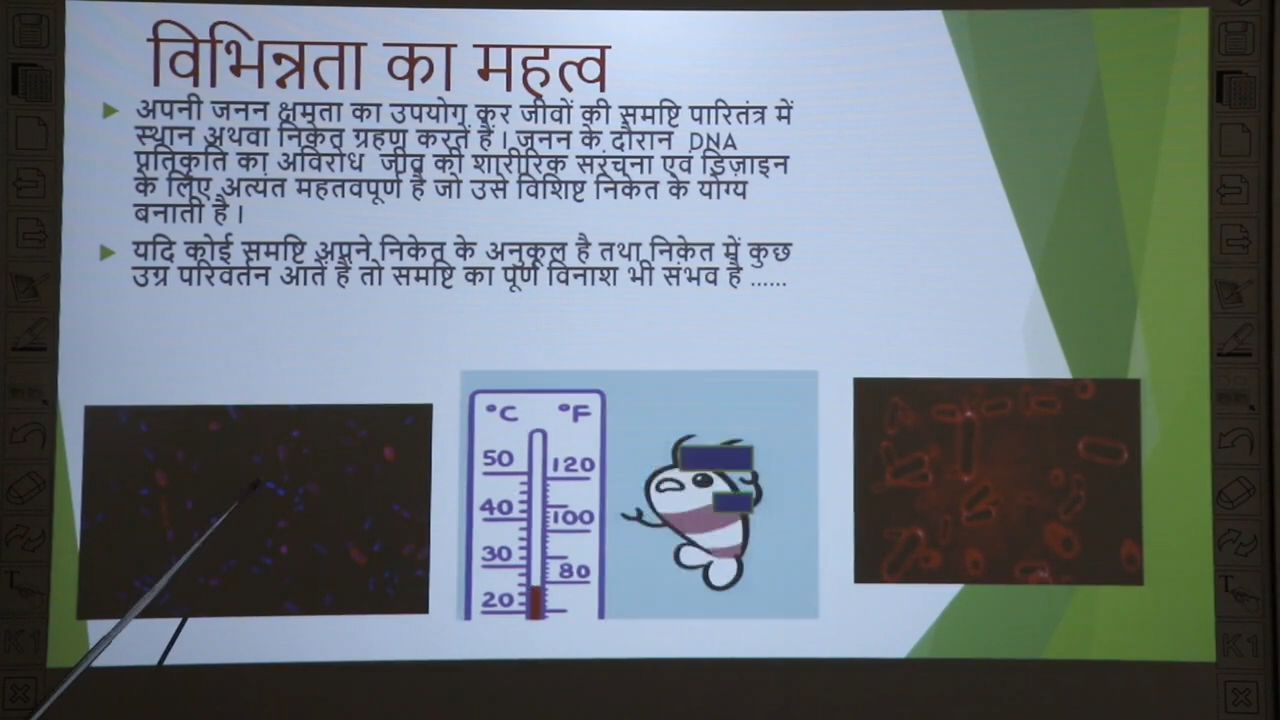 विभिन्नता का महत्व
अपनी जनन क्षमता का उपयोग कर जीवों की समष्टि पारितंत्र में
स्थान अथवा निकेत ग्रहण करते हैं । जनन के दौरान DNA
प्रतिकृति का अविरोध जीव की शारीरिक संरचना एवं डिज़ाइन
के लिए अत्यंत महतवपूर्ण है जो उसे विशिष्ट निकेत के योग्य
बनाती है ।
यदि कोई समष्टि अपने निकेत के अनुकूल है तथा निकेत में कुछ
उग्र परिवर्तन आते हैं तो समष्टि का पूर्ण विनाश भी संभव है ......
°C °F
50 120
40 100
30 80
20
K1 K1